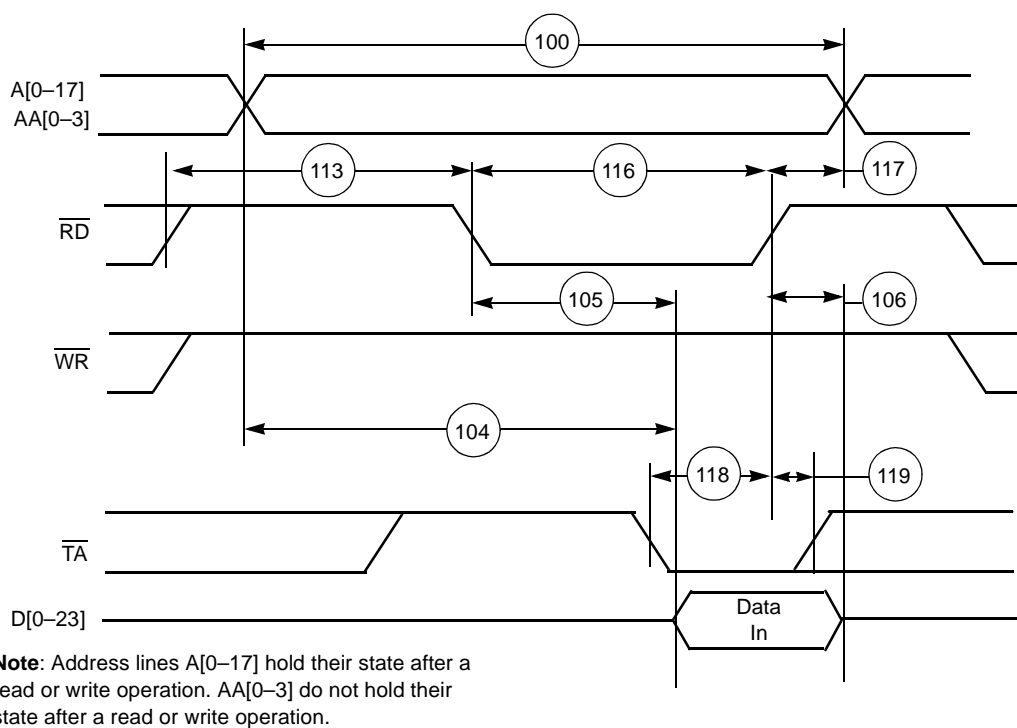 100
A[0–17]
AA[0–3]
113
116
117
RD
105
106
WR
104
118
119
TA
D[0–23]
Data
In
Note: Address lines A[0–17] hold their state after a
read or write operation. AA[0–3] do not hold their
state after a read or write operation.